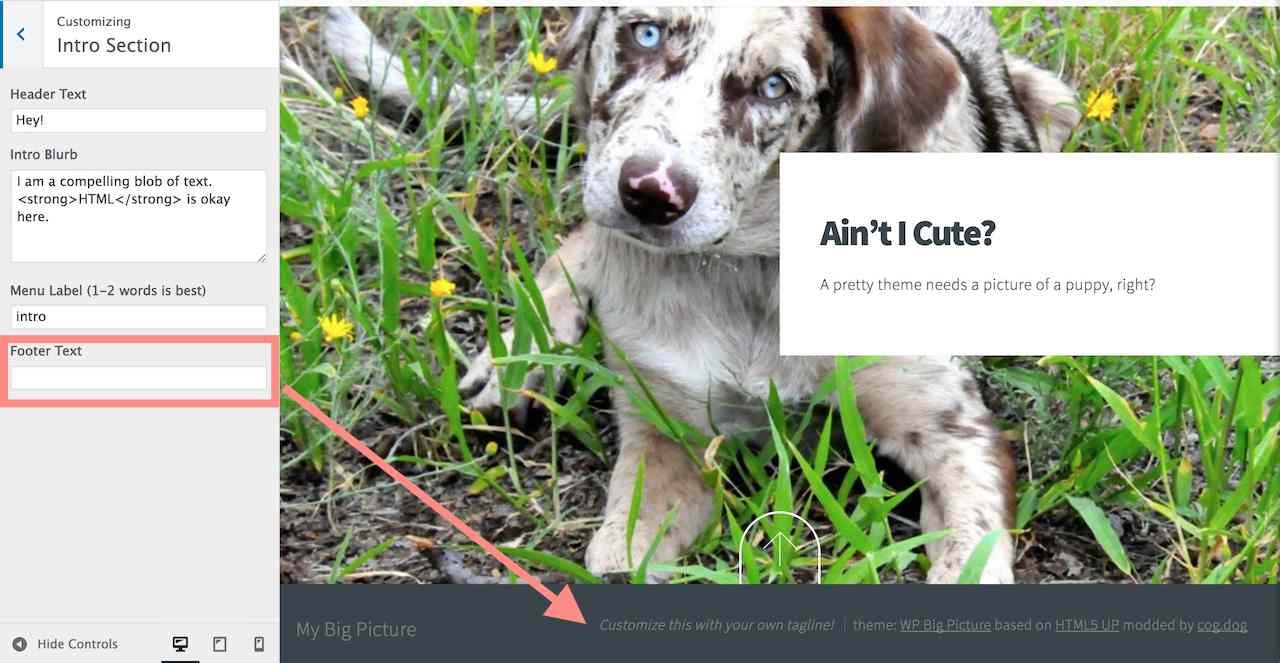 Customizing
Intro Section
Header Text
Hey!
Intro Blurb
I am a compelling blob of text.
<strong>HTML</strong> is okay
here.
Menu Label (1–2 words is best)
intro
Footer Text
Hide Controls
Ain’t I Cute?
A pretty theme needs a picture of a puppy, right?
My Big Picture
Customize this with your own tagline! | theme: WP Big Picture based on HTML5 UP modded by cog.dog